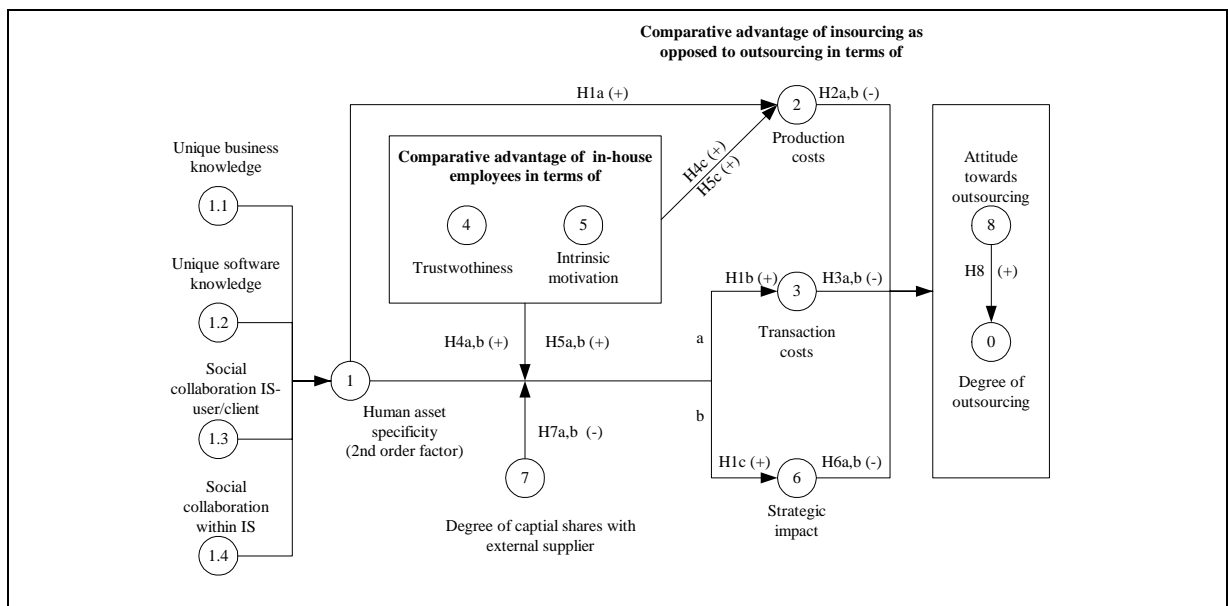 Comparative advantage of insourcing as
opposed to outsourcing in terms of
H1a (+)
2
H2a,b (-)
Production
costs
Unique business
knowledge
1.1
Unique software
knowledge
1.2
Social
collaboration IS-
user/client
1.3
Social
collaboration
within IS
1.4
1
Human asset
specificity
(2nd order factor)
Comparative advantage of in-house
employees in terms of
4
Trustwothiness
5
Intrinsic
motivation
H4c (+)
H5c (+)
H4a,b (+)
H5a,b (+)
H7a,b (-)
7
Degree of captial shares with
external supplier
a
b
H1b (+)
3
H3a,b (-)
Transaction
costs
H1c (+)
6
H6a,b (-)
Strategic
impact
Attitude
towards
outsourcing
8
H8 (+)
0
Degree of
outsourcing